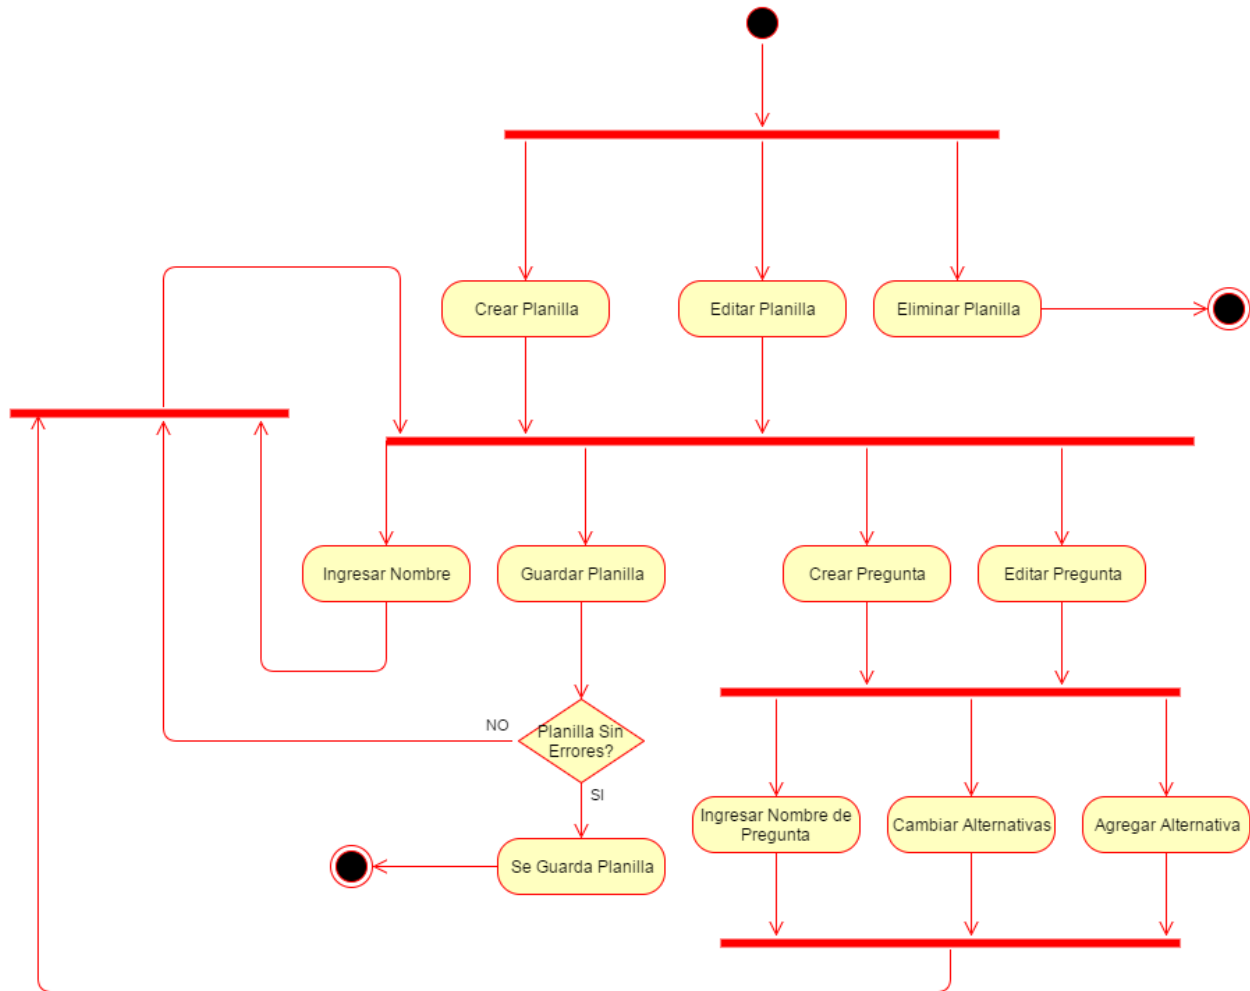 Crear Planilla
Editar Planilla
Eliminar Planilla
Ingresar Nombre
Guardar Planilla
Crear Pregunta
Editar Pregunta
NO
Planilla Sin
Errores?
SI
Ingresar Nombre de
Pregunta
Cambiar Alternativas
Agregar Alternativa
Se Guarda Planilla